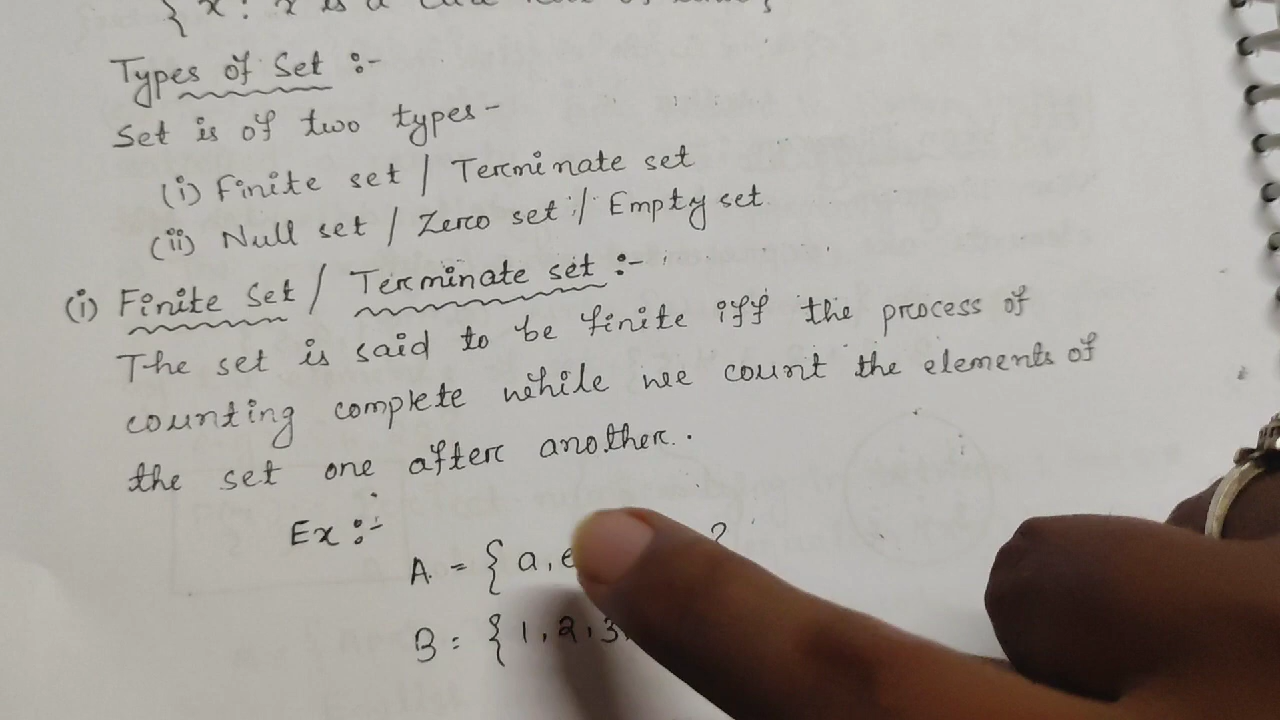 { x : x is a
Types of Set :-
Set is of two types -
(i) Finite set / Terminate set
(ii) Null set / Zero set / Empty set.
(i) Finite Set / Terminate set :-
The set is said to be finite iff the process of
counting complete while we count the elements of
the set one after another.
Ex :-
A = { a, e }
B = { 1, 2, 3,